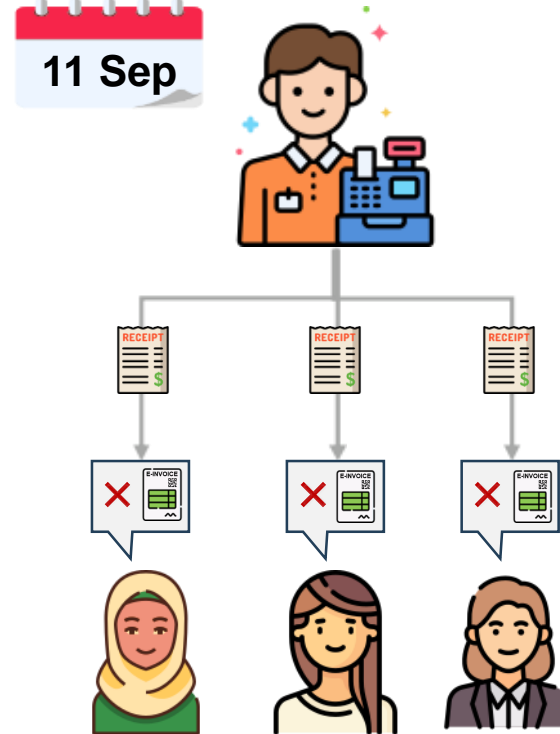 11 Sep
RECEIPT
$
RECEIPT
$
RECEIPT
$
E-INVOICE
E-INVOICE
E-INVOICE